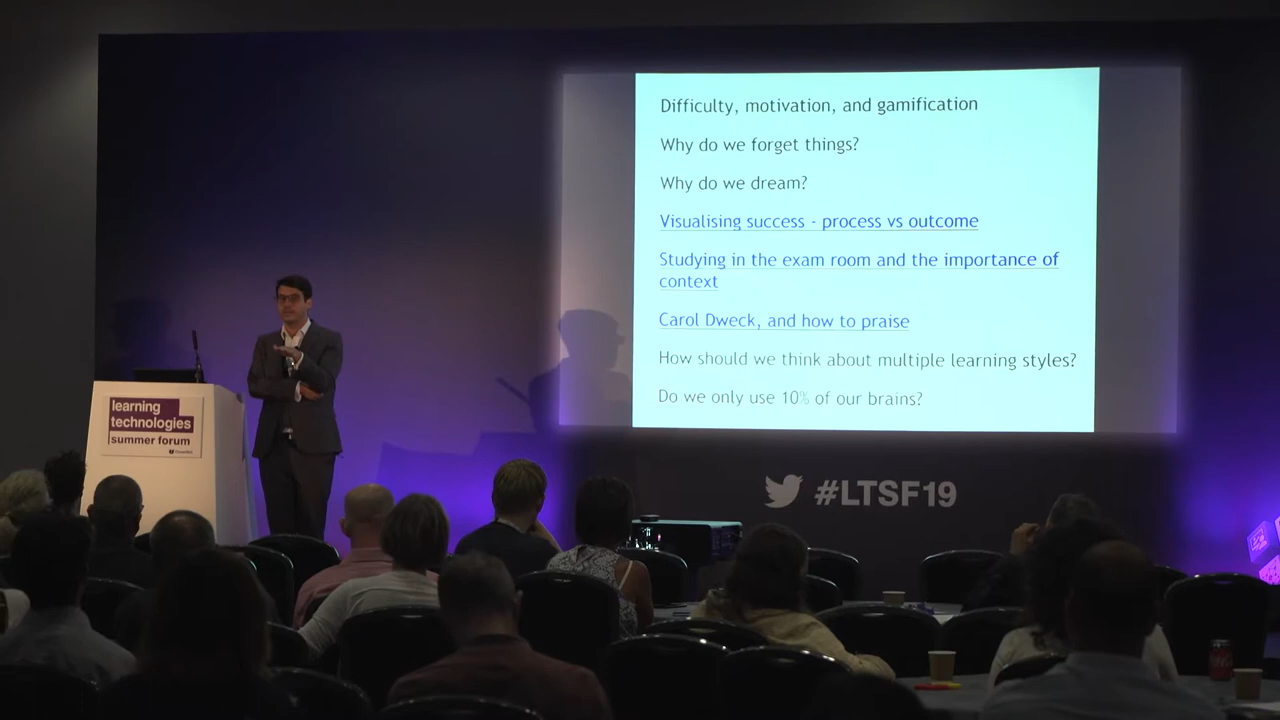 Difficulty, motivation, and gamification
Why do we forget things?
Why do we dream?
Visualising success - process vs outcome
Studying in the exam room and the importance of
context
Carol Dweck, and how to praise
How should we think about multiple learning styles?
Do we only use 10% of our brains?
learning
technologies
summer forum
#LTSF19